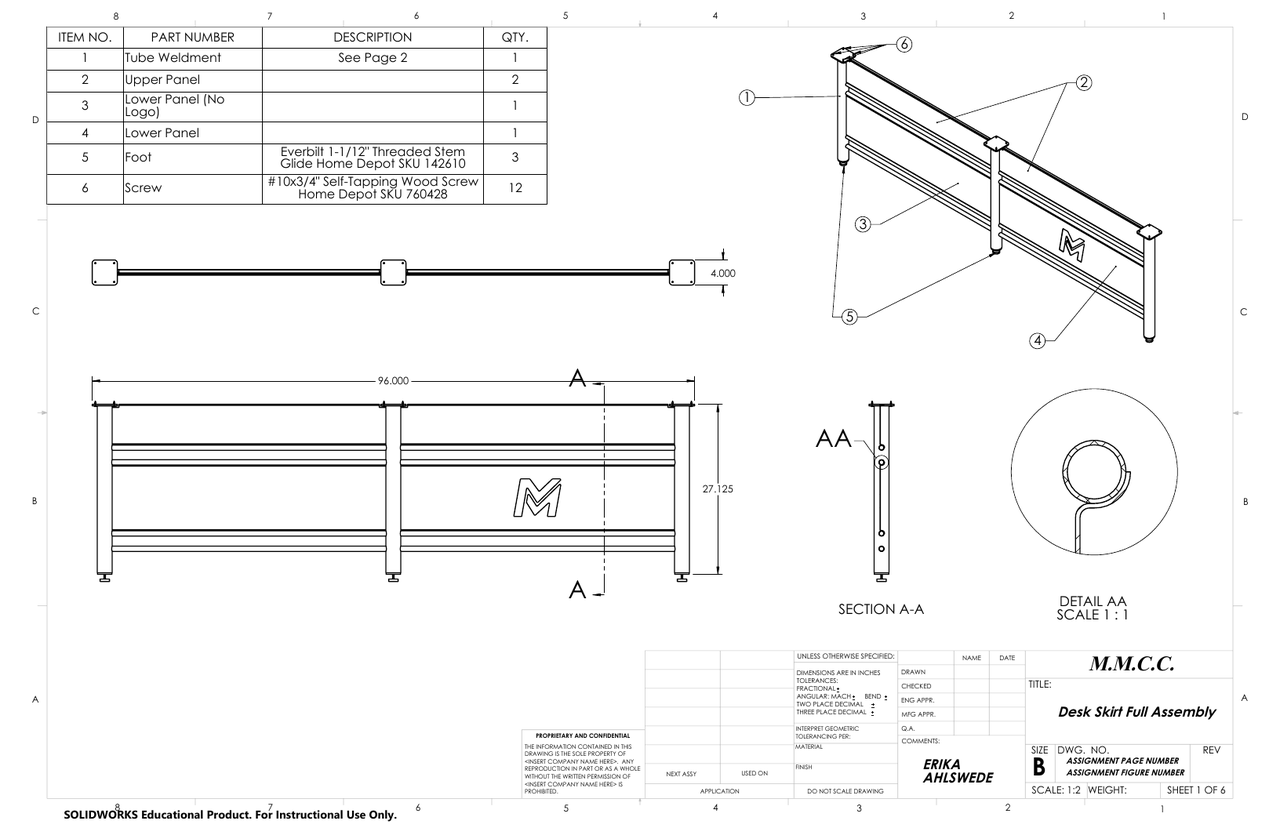 8 7 6 5 4 3 2 1
ITEM NO. PART NUMBER DESCRIPTION QTY.
1 Tube Weldment See Page 2 1
2 Upper Panel 2
3 Lower Panel (No
Logo) 1
4 Lower Panel 1
5 Foot Everbilt 1-1/12" Threaded Stem
Glide Home Depot SKU 142610 3
6 Screw #10x3/4" Self-Tapping Wood Screw
Home Depot SKU 760428 12
6
1
2
3
5
4
M
D D
C C
B B
A A
4.000
96.000
A
27.125
M
A
AA
SECTION A-A
DETAIL AA
SCALE 1 : 1
PROPRIETARY AND CONFIDENTIAL
THE INFORMATION CONTAINED IN THIS
DRAWING IS THE SOLE PROPERTY OF
<INSERT COMPANY NAME HERE>. ANY
REPRODUCTION IN PART OR AS A WHOLE
WITHOUT THE WRITTEN PERMISSION OF
<INSERT COMPANY NAME HERE> IS
PROHIBITED.
NEXT ASSY USED ON
APPLICATION
UNLESS OTHERWISE SPECIFIED:
DIMENSIONS ARE IN INCHES
TOLERANCES:
FRACTIONAL±
ANGULAR: MACH± BEND ±
TWO PLACE DECIMAL ±
THREE PLACE DECIMAL ±
INTERPRET GEOMETRIC
TOLERANCING PER:
MATERIAL
FINISH
DO NOT SCALE DRAWING
NAME DATE
DRAWN
CHECKED
ENG APPR.
MFG APPR.
Q.A.
COMMENTS:
ERIKA
AHLSWEDE
M.M.C.C.
TITLE:
Desk Skirt Full Assembly
SIZE DWG. NO. REV
B ASSIGNMENT PAGE NUMBER
ASSIGNMENT FIGURE NUMBER
SCALE: 1:2 WEIGHT: SHEET 1 OF 6
8 7 6 5 4 3 2 1
SOLIDWORKS Educational Product. For Instructional Use Only.